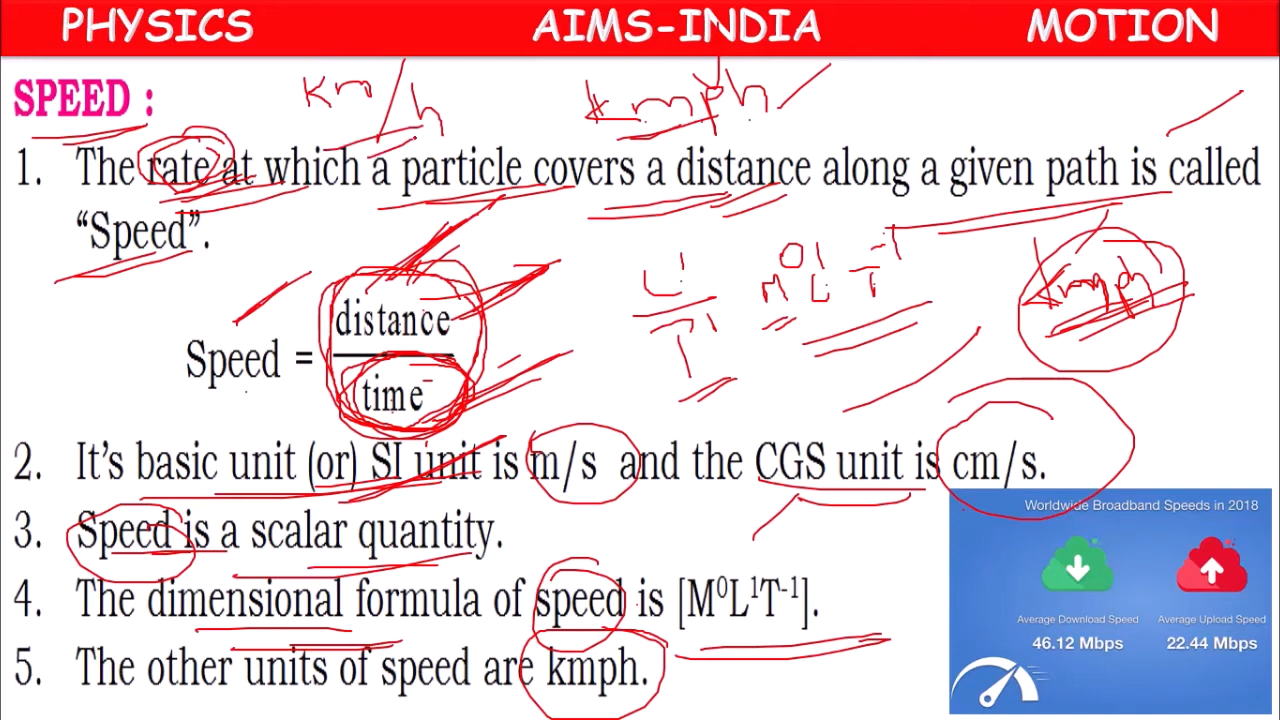 PHYSICS AIMS-INDIA MOTION
SPEED :
km/h kmph
1. The rate at which a particle covers a distance along a given path is called
“Speed”.
L1 M0L1T-1
T1
kmph
Speed = distance
time
2. It’s basic unit (or) SI unit is m/s and the CGS unit is cm/s.
3. Speed is a scalar quantity.
4. The dimensional formula of speed is [M⁰L¹T⁻¹].
5. The other units of speed are kmph.
Worldwide Broadband Speeds in 2018
Average Download Speed Average Upload Speed
46.12 Mbps 22.44 Mbps